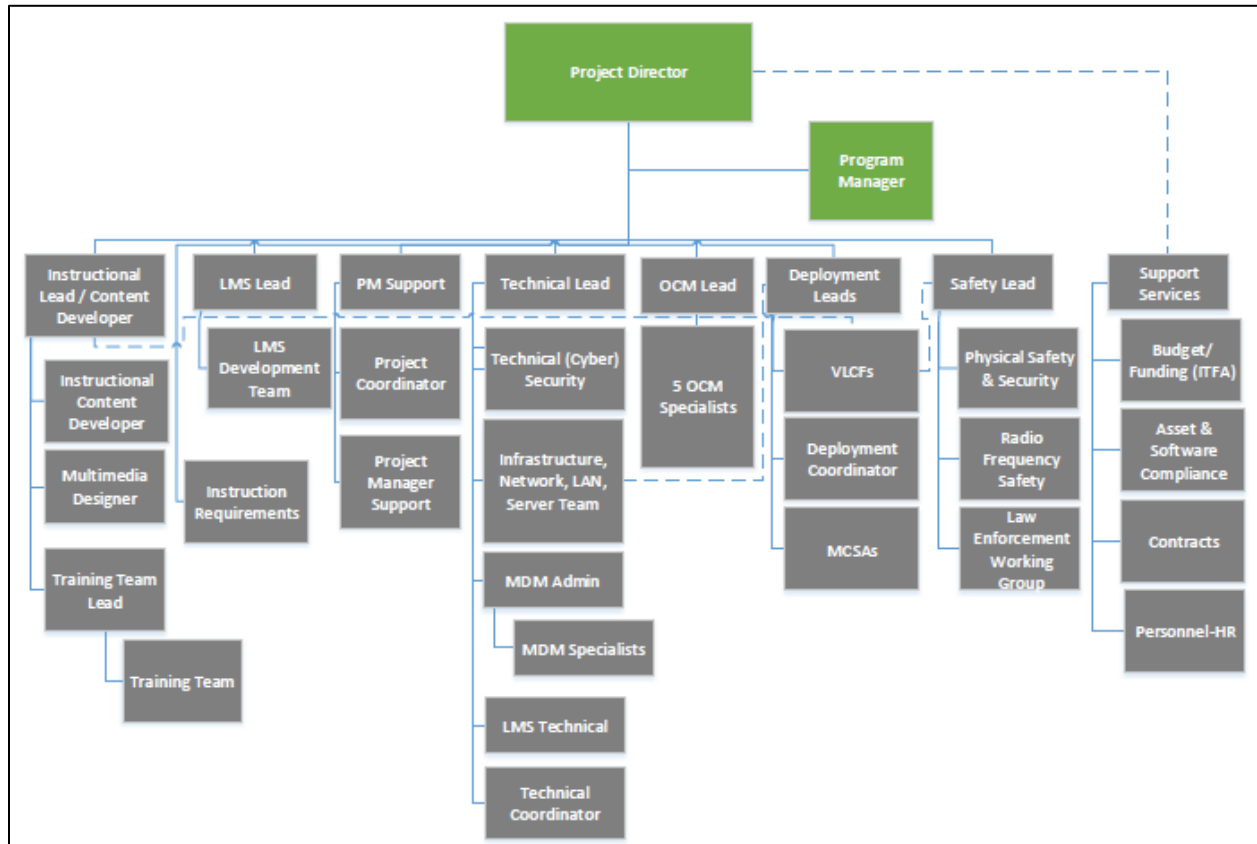 Project Director
Program
Manager
Instructional
Lead / Content
Developer
LMS Lead
PM Support
Technical Lead
OCM Lead
Deployment
Leads
Safety Lead
Support
Services
Instructional
Content
Developer
Multimedia
Designer
Training Team
Lead
Training Team
LMS
Development
Team
Instruction
Requirements
Project
Coordinator
Project
Manager
Support
Technical (Cyber)
Security
Infrastructure,
Network, LAN,
Server Team
MDM Admin
MDM Specialists
LMS Technical
Technical
Coordinator
5 OCM
Specialists
VLCFs
Deployment
Coordinator
MCSAs
Physical Safety
& Security
Radio
Frequency
Safety
Law
Enforcement
Working
Group
Budget/
Funding (ITFA)
Asset &
Software
Compliance
Contracts
Personnel-HR